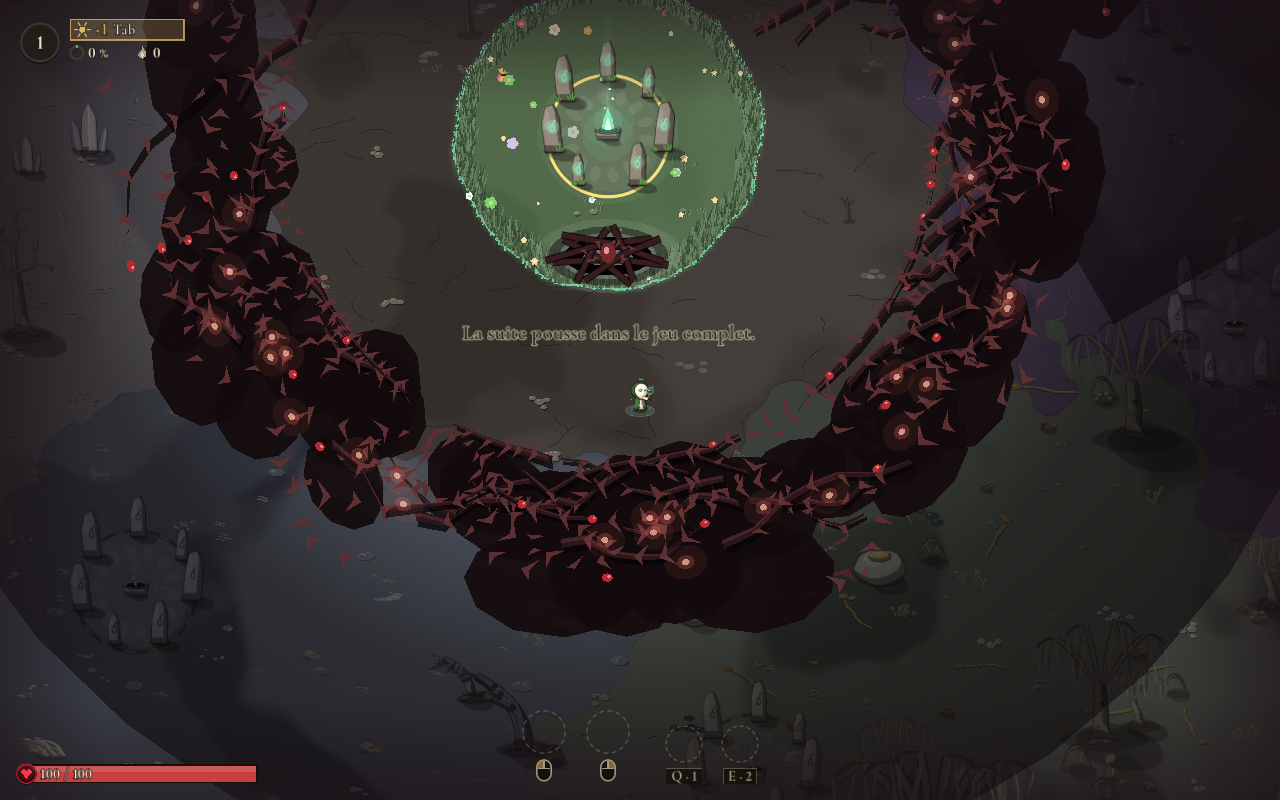 1
+1 Tab
0 %
0
La suite pousse dans le jeu complet.
100 / 100
Q · 1
E · 2